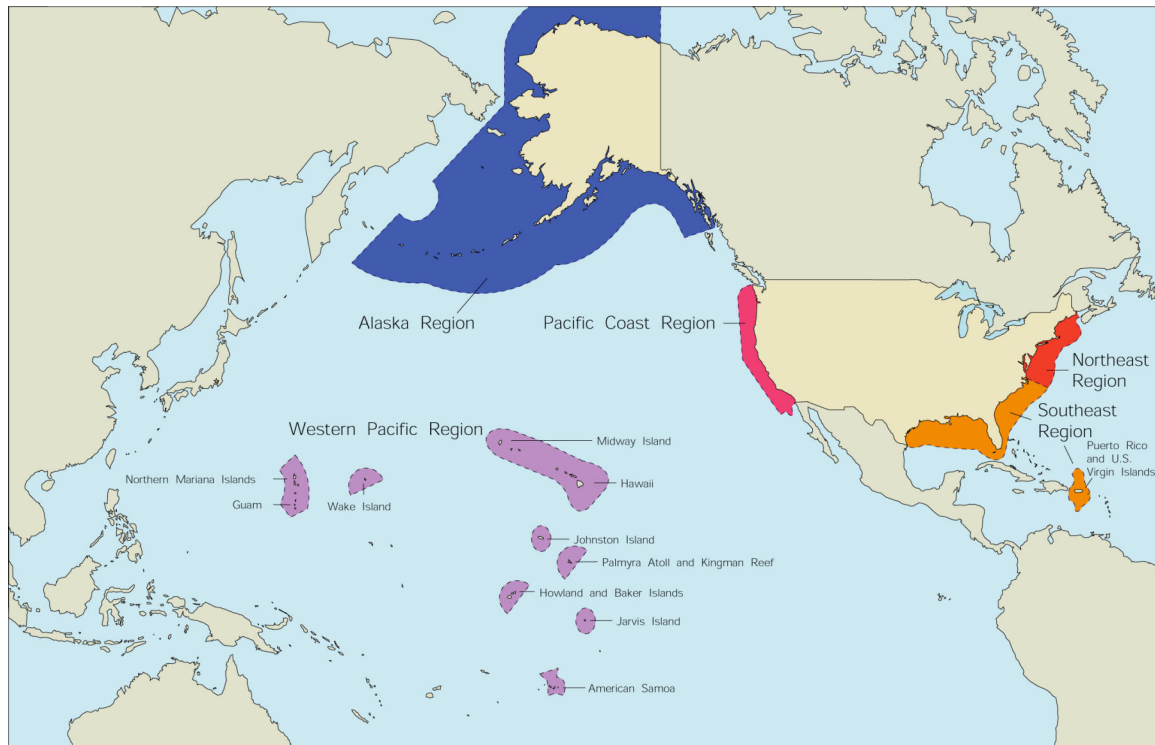 Alaska Region
Pacific Coast Region
Northeast
Region
Southeast
Region
Puerto Rico
and U.S.
Virgin Islands
Western Pacific Region
Midway Island
Northern Mariana Islands
Hawaii
Guam
Wake Island
Johnston Island
Palmyra Atoll and Kingman Reef
Howland and Baker Islands
Jarvis Island
American Samoa